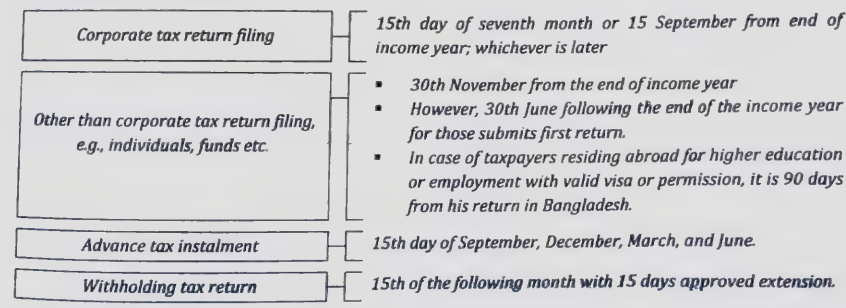 Corporate tax return filing
15th day of seventh month or 15 September from end of
income year; whichever is later
Other than corporate tax return filing,
e.g., individuals, funds etc.
▪ 30th November from the end of income year
▪ However, 30th June following the end of the income year
for those submits first return.
▪ In case of taxpayers residing abroad for higher education
or employment with valid visa or permission, it is 90 days
from his return in Bangladesh.
Advance tax instalment
15th day of September, December, March, and June.
Withholding tax return
15th of the following month with 15 days approved extension.